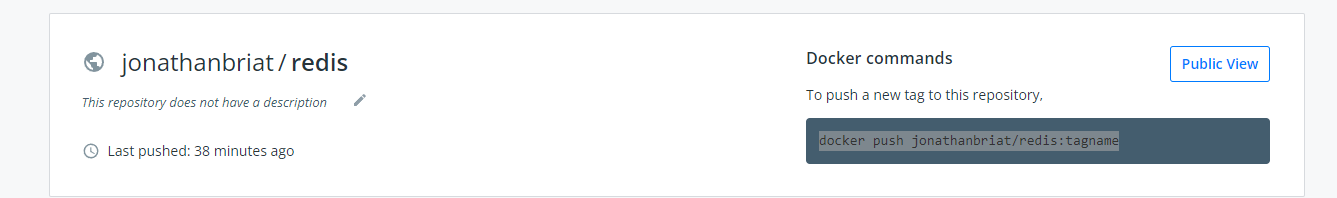 jonathanbriat / redis
This repository does not have a description
Last pushed: 38 minutes ago
Docker commands
Public View
To push a new tag to this repository,
docker push jonathanbriat/redis:tagname